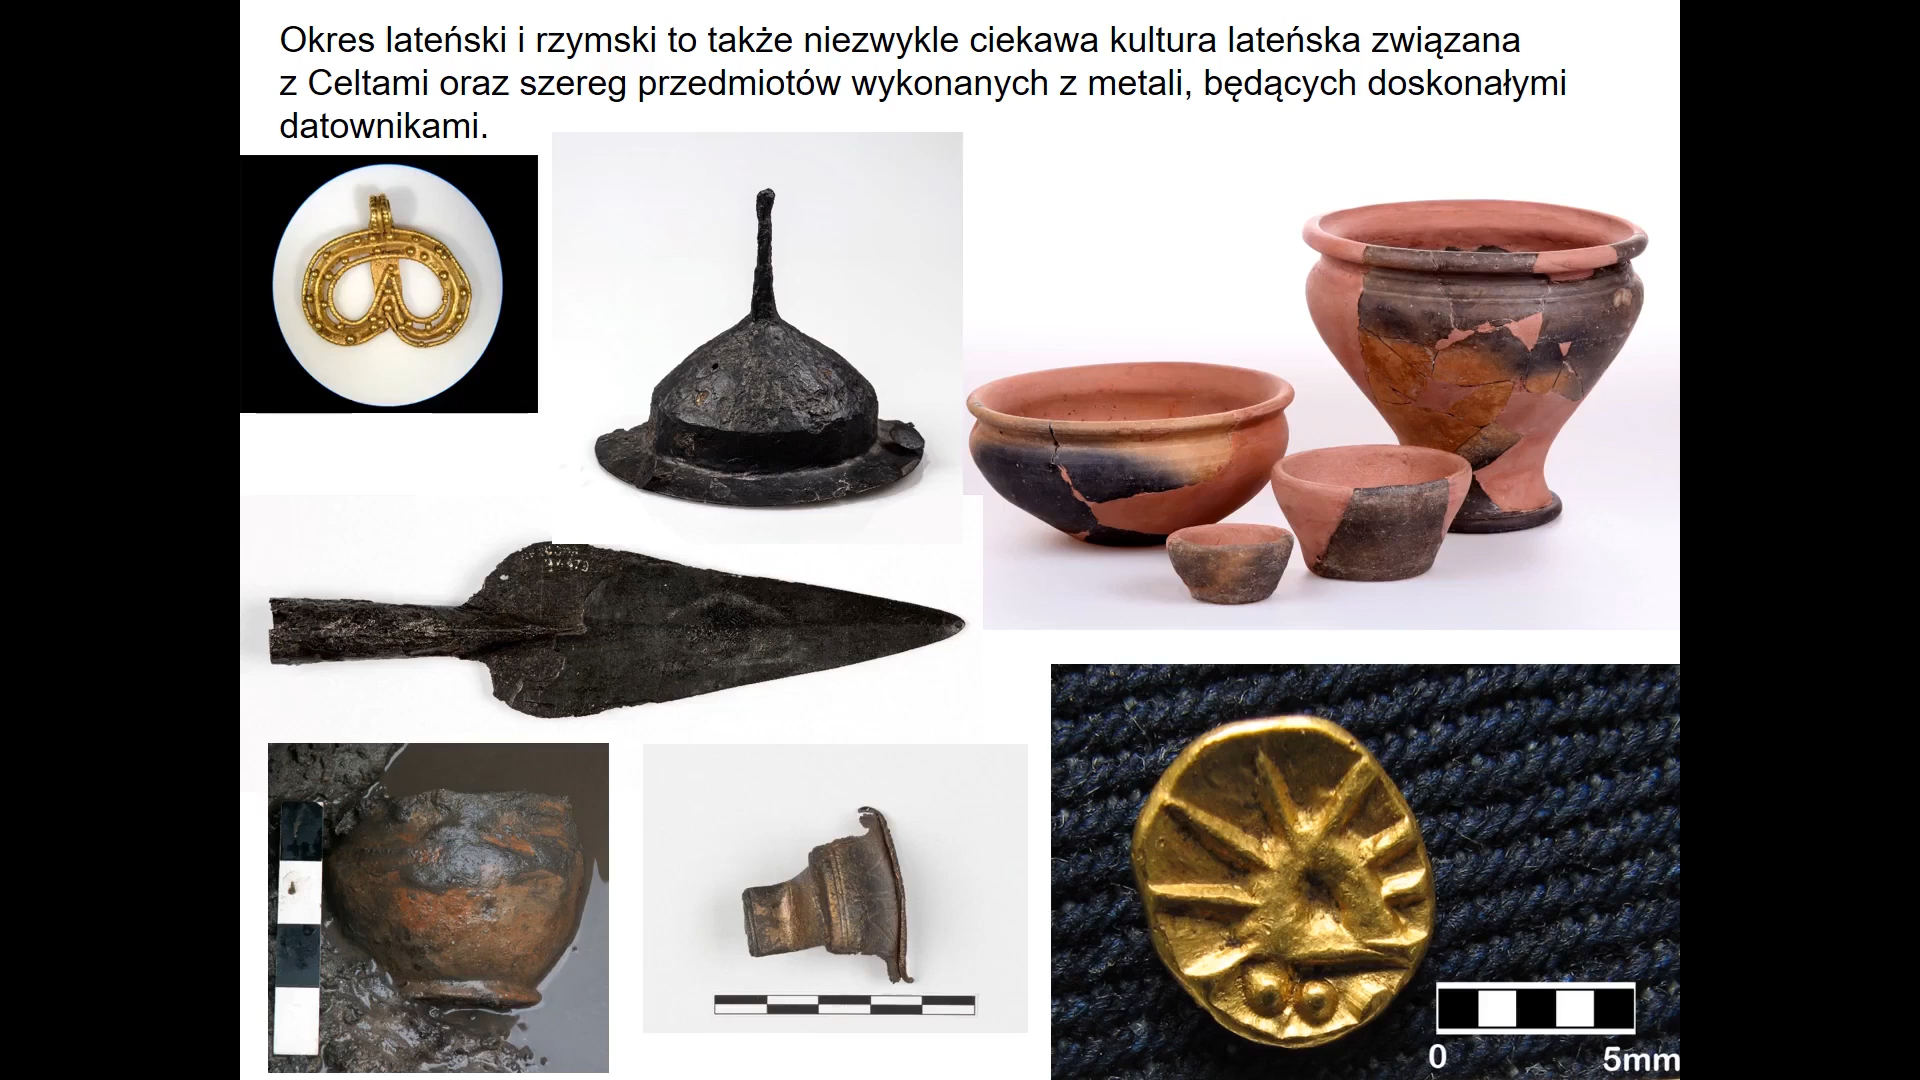 Okres lateński i rzymski to także niezwykle ciekawa kultura lateńska związana
z Celtami oraz szereg przedmiotów wykonanych z metali, będących doskonałymi
datownikami.
0 5mm